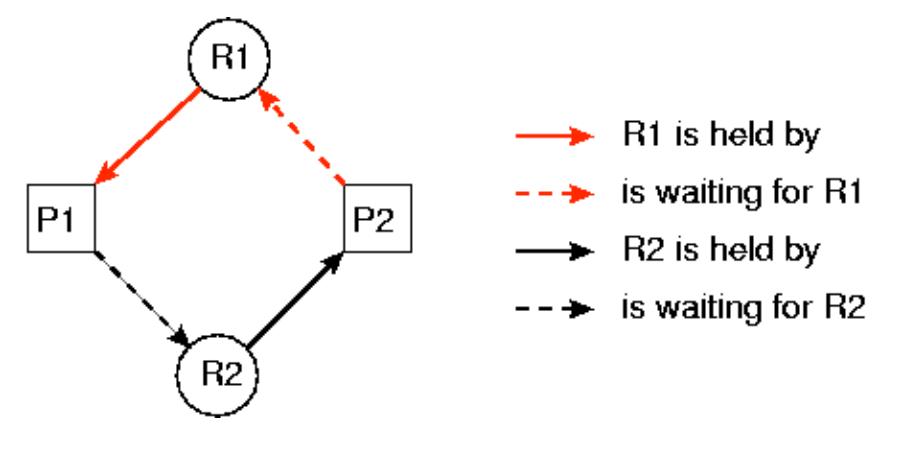 R1
P1
P2
R2
R1 is held by
is waiting for R1
R2 is held by
is waiting for R2